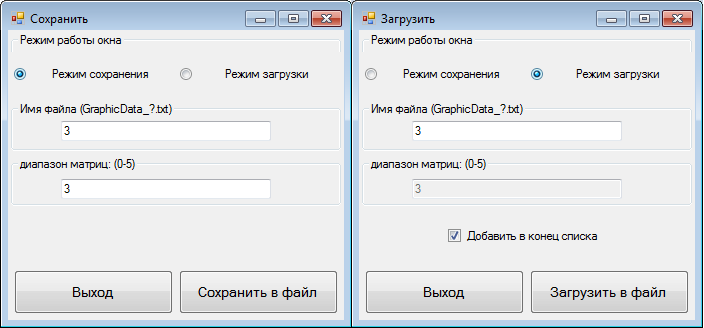 Сохранить
Режим работы окна
Режим сохранения Режим загрузки
Имя файла (GraphicData_?.txt)
3
диапазон матриц: (0-5)
3
Выход Сохранить в файл
Загрузить
Режим работы окна
Режим сохранения Режим загрузки
Имя файла (GraphicData_?.txt)
3
диапазон матриц: (0-5)
3
Добавить в конец списка
Выход Загрузить в файл